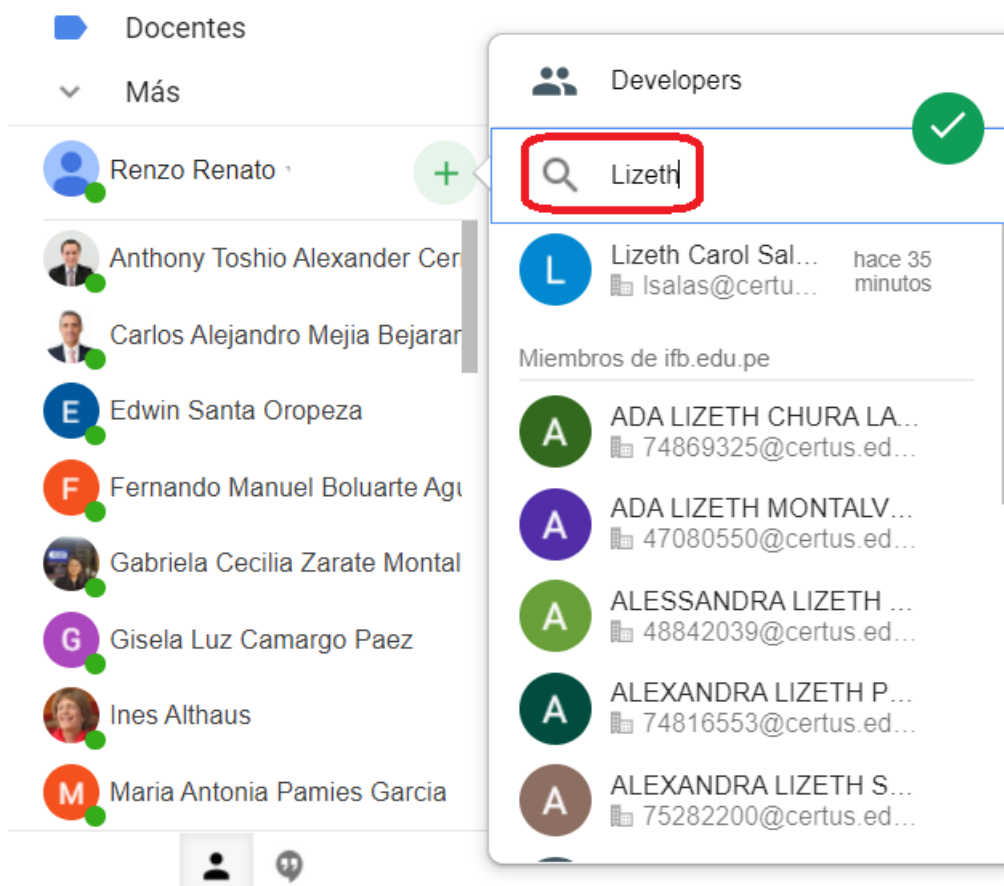 Docentes
Más
Renzo Renato
Anthony Toshio Alexander Cer
Carlos Alejandro Mejia Bejarar
E Edwin Santa Oropeza
F Fernando Manuel Boluarte Agu
Gabriela Cecilia Zarate Montal
G Gisela Luz Camargo Paez
Ines Althaus
M Maria Antonia Pamies Garcia
Developers
Lizeth
L Lizeth Carol Sal...
hace 35
lsalas@certu...
minutos
Miembros de ifb.edu.pe
A ADA LIZETH CHURA LA...
74869325@certus.ed...
A ADA LIZETH MONTALV...
47080550@certus.ed...
A ALESSANDRA LIZETH ...
48842039@certus.ed...
A ALEXANDRA LIZETH P...
74816553@certus.ed...
A ALEXANDRA LIZETH S...
75282200@certus.ed...